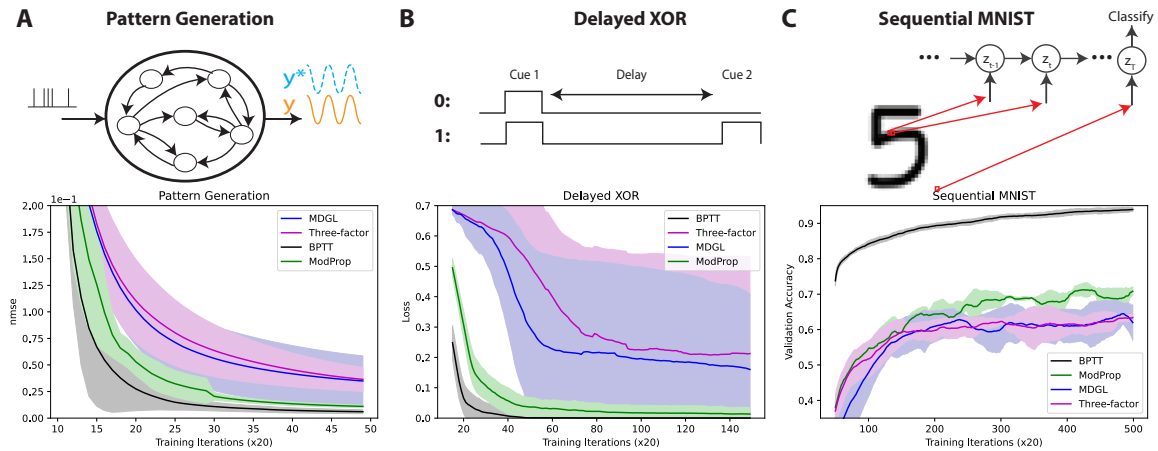 A Pattern Generation
y*
y
Pattern Generation
1e−1
2.00
1.75
1.50
1.25
1.00
0.75
0.50
0.25
0.00
nmse
MDGL
Three-factor
BPTT
ModProp
10 15 20 25 30 35 40 45 50
Training Iterations (x20)
B Delayed XOR
Cue 1 Delay Cue 2
0:
1:
Delayed XOR
0.7
0.6
0.5
0.4
0.3
0.2
0.1
0.0
Loss
BPTT
Three-factor
MDGL
ModProp
20 40 60 80 100 120 140
Training Iterations (x20)
C Sequential MNIST
Classify
... z_{t-1} z_t ... z_T
5
Sequential MNIST
0.9
0.8
0.7
0.6
0.5
0.4
Validation Accuracy
BPTT
ModProp
MDGL
Three-factor
100 200 300 400 500
Training Iterations (x20)